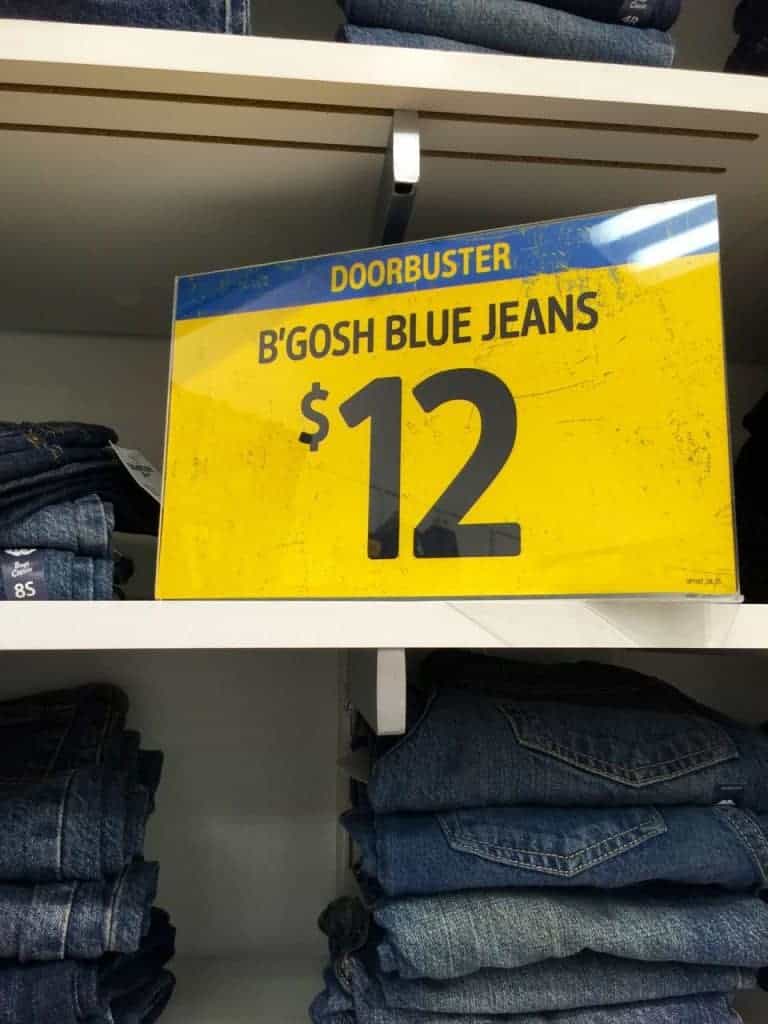 DOORBUSTER
B'GOSH BLUE JEANS
$12
8S